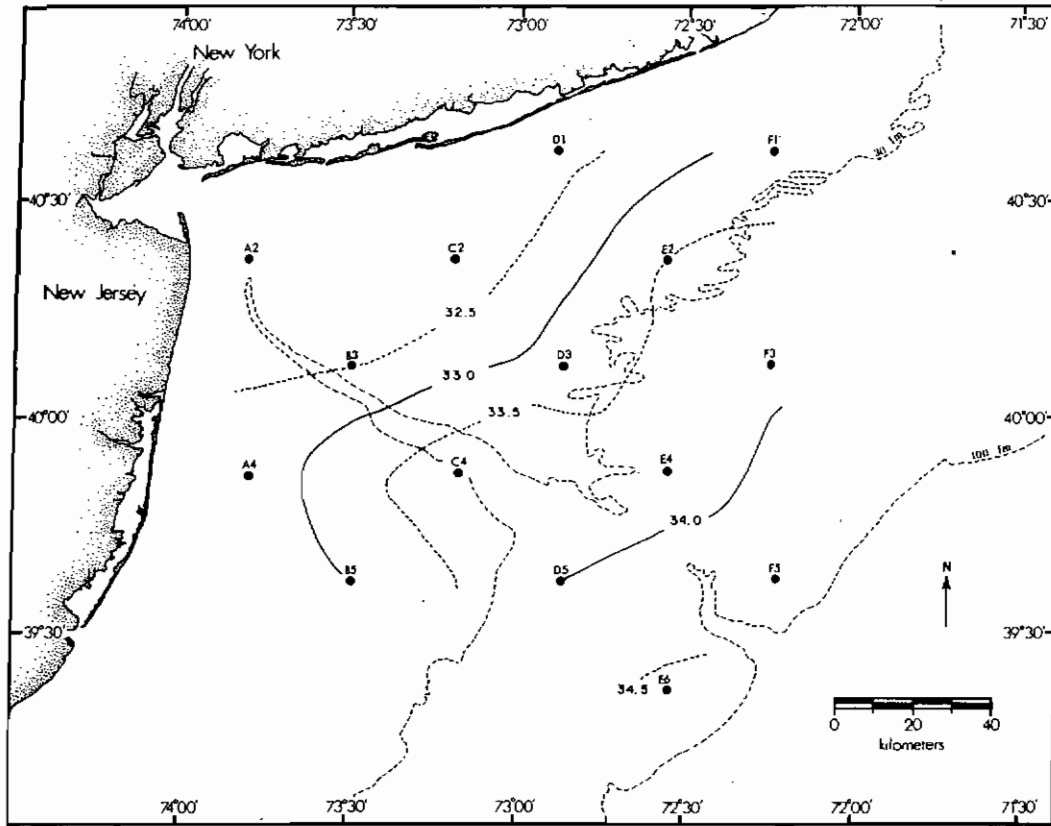 74°00' 73°30' 73°00' 72°30' 72°00' 71°30'
New York
D1 F1
30 fm
40°30' 40°30'
A2 C2 E2
New Jersey
32.5
B3 D3 F3
33.0
40°00' 33.5 40°00'
100 fm
A4 C4 E4
34.0
B5 D5 F5
N
39°30' 39°30'
34.5 E6
0 20 40
kilometers
74°00' 73°30' 73°00' 72°30' 72°00' 71°30'